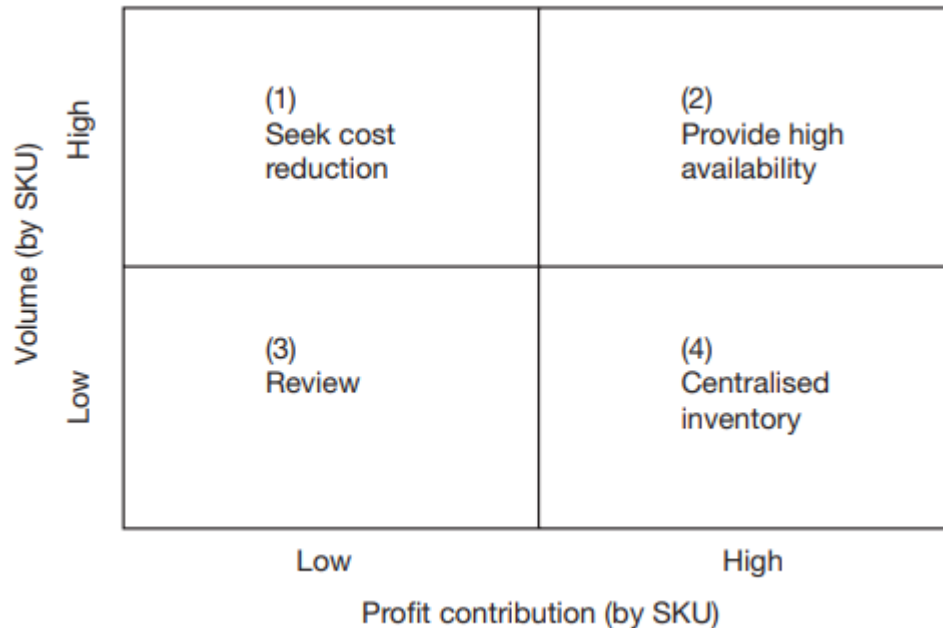 Volume (by SKU)
High
Low
(1)
Seek cost
reduction
(2)
Provide high
availability
(3)
Review
(4)
Centralised
inventory
Low
High
Profit contribution (by SKU)